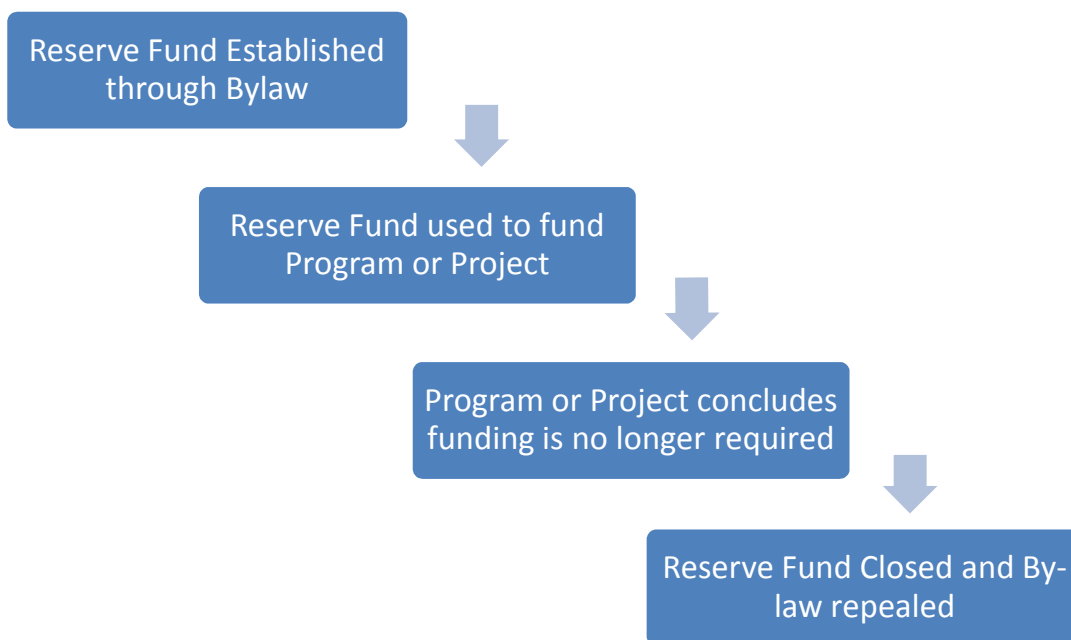 Reserve Fund Established
through Bylaw
Reserve Fund used to fund
Program or Project
Program or Project concludes
funding is no longer required
Reserve Fund Closed and By-
law repealed